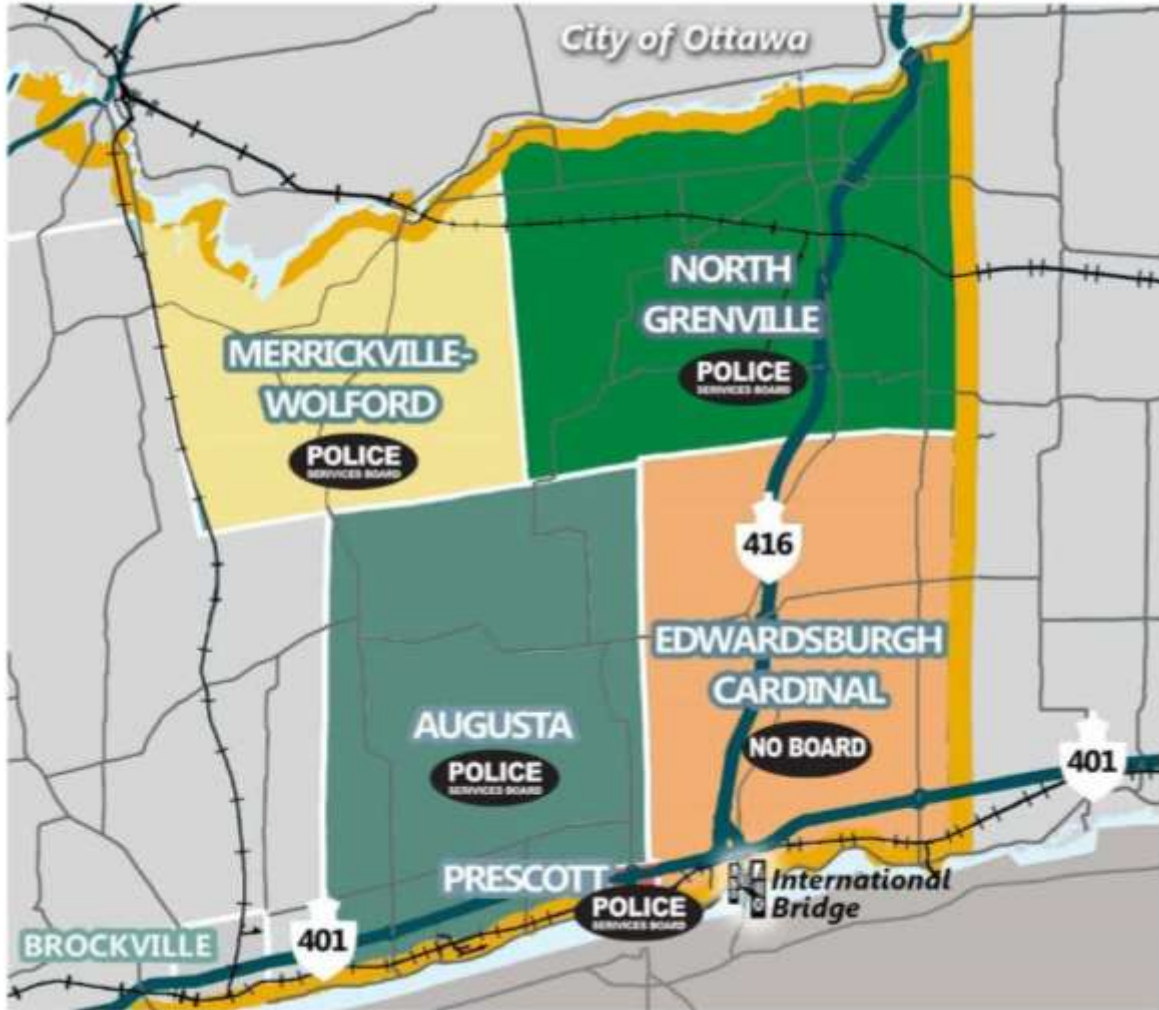 City of Ottawa
NORTH
GRENVILLE
POLICE
SERVICES BOARD
MERRICKVILLE-
WOLFORD
POLICE
SERVICES BOARD
416
EDWARDSBURGH
CARDINAL
NO BOARD
AUGUSTA
POLICE
SERVICES BOARD
401
PRESCOTT
POLICE
SERVICES BOARD
International
Bridge
BROCKVILLE
401